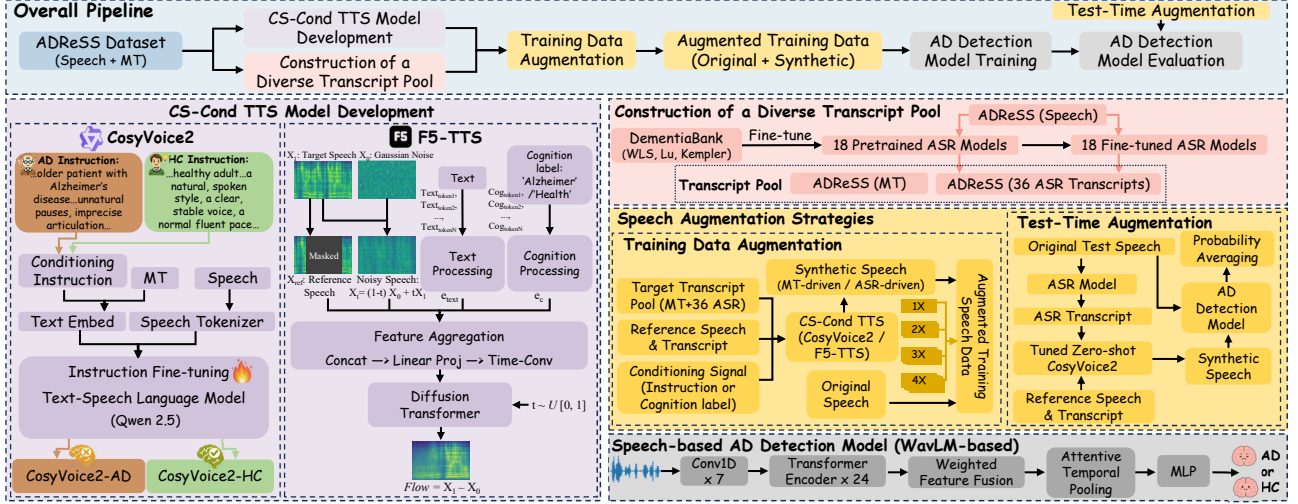 Overall Pipeline
ADReSS Dataset
(Speech + MT)
CS-Cond TTS Model
Development
Construction of a
Diverse Transcript Pool
Training Data
Augmentation
Augmented Training Data
(Original + Synthetic)
AD Detection
Model Training
Test-Time Augmentation
AD Detection
Model Evaluation
CS-Cond TTS Model Development
CosyVoice2
AD Instruction:
...older patient with
Alzheimer's
disease...unnatural
pauses, imprecise
articulation...
HC Instruction:
...healthy adult...a
natural, spoken
style, a clear,
stable voice, a
normal fluent pace...
Conditioning
Instruction
MT
Speech
Text Embed
Speech Tokenizer
Instruction Fine-tuning
Text-Speech Language Model
(Qwen 2.5)
CosyVoice2-AD
CosyVoice2-HC
F5
F5-TTS
X₁: Target Speech
X₀: Gaussian Noise
Text
Cognition
label:
'Alzheimer'
/'Health'
Text_token1,
Text_token2,
...,
Text_tokenN
Cog_token1,
Cog_token2,
...,
Cog_tokenN
Masked
X_ref: Reference
Speech
Noisy Speech:
X_t= (1-t) X₀ + tX₁
Text
Processing
e_text
Cognition
Processing
e_c
Feature Aggregation
Concat —> Linear Proj —> Time-Conv
Diffusion
Transformer
t ~ U [0, 1]
Flow = X₁ – X₀
Construction of a Diverse Transcript Pool
DementiaBank
(WLS, Lu, Kempler)
Fine-tune
18 Pretrained ASR Models
ADReSS (Speech)
18 Fine-tuned ASR Models
Transcript Pool
ADReSS (MT)
ADReSS (36 ASR Transcripts)
Speech Augmentation Strategies
Training Data Augmentation
Target Transcript
Pool (MT+36 ASR)
Reference Speech
& Transcript
Conditioning Signal
(Instruction or
Cognition label)
Synthetic Speech
(MT-driven / ASR-driven)
CS-Cond TTS
(CosyVoice2 /
F5-TTS)
Original
Speech
1X
2X
3X
4X
Augmented Training
Speech Data
Test-Time Augmentation
Original Test Speech
ASR Model
ASR Transcript
Tuned Zero-shot
CosyVoice2
Reference Speech
& Transcript
Probability
Averaging
AD
Detection
Model
Synthetic
Speech
Speech-based AD Detection Model (WavLM-based)
Conv1D
x 7
Transformer
Encoder x 24
Weighted
Feature Fusion
Attentive
Temporal
Pooling
MLP
AD
or
HC